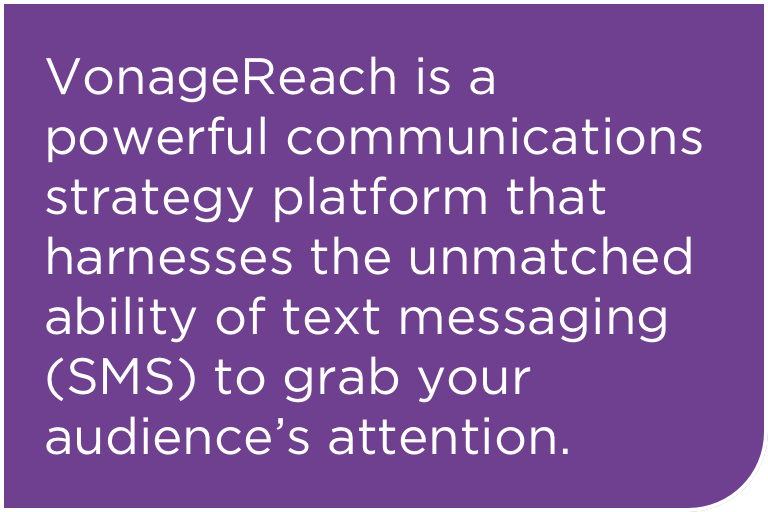 VonageReach is a
powerful communications
strategy platform that
harnesses the unmatched
ability of text messaging
(SMS) to grab your
audience’s attention.